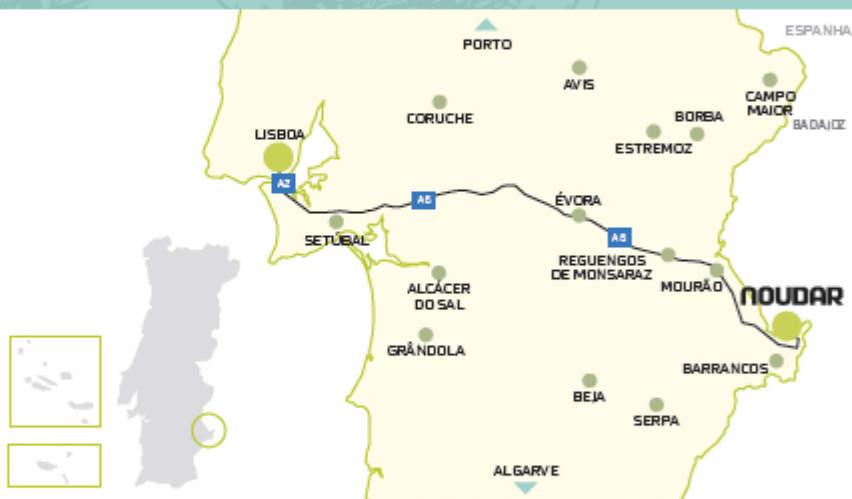 ESPANHA
PORTO
AVIS
CAMPO
MAIOR
CORUCHE
BORBA
BADAJOZ
LISBOA
ESTREMOZ
A2
A6
ÉVORA
SETÚBAL
A6
REGUENGOS
DE MONSARAZ
MOURÃO
ALCÁCER
DO SAL
NOUDAR
GRÂNDOLA
BARRANCOS
BEJA
SERPA
ALGARVE